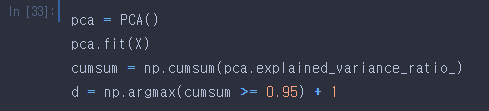 In [33]: pca = PCA()
pca.fit(X)
cumsum = np.cumsum(pca.explained_variance_ratio_)
d = np.argmax(cumsum >= 0.95) + 1